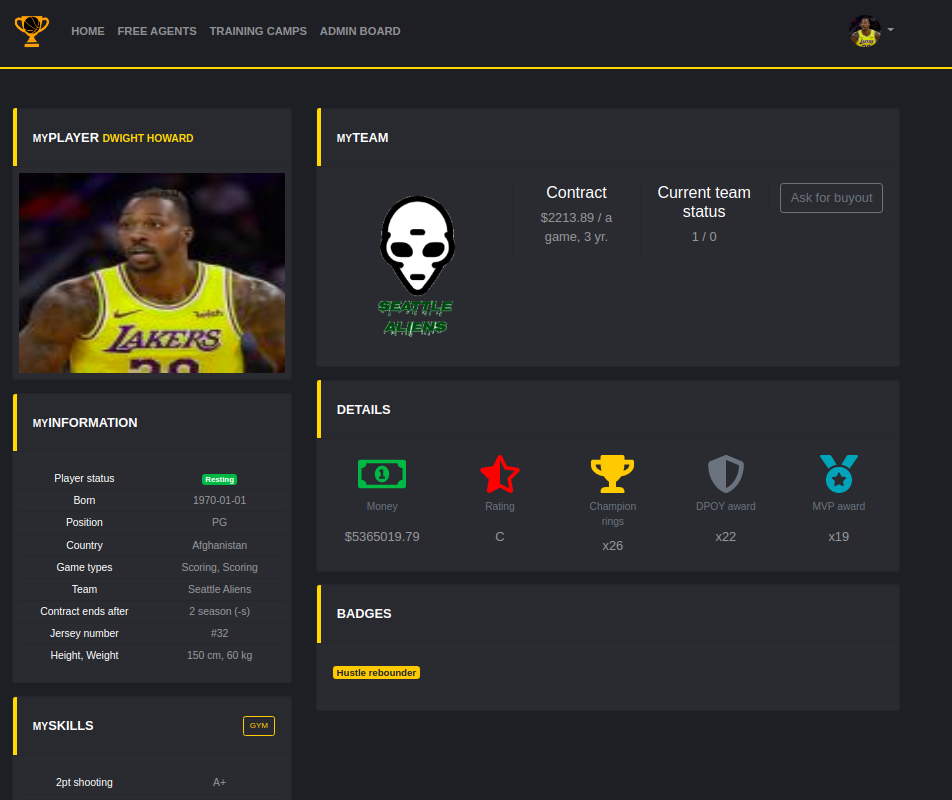 HOME FREE AGENTS TRAINING CAMPS ADMIN BOARD
MYPLAYER DWIGHT HOWARD
LAKERS
MYINFORMATION
Player status Resting
Born 1970-01-01
Position PG
Country Afghanistan
Game types Scoring, Scoring
Team Seattle Aliens
Contract ends after 2 season (-s)
Jersey number #32
Height, Weight 150 cm, 60 kg
MYSKILLS GYM
2pt shooting A+
MYTEAM
SEATTLE
ALIENS
Contract
$2213.89 / a
game, 3 yr.
Current team
status
1 / 0
Ask for buyout
DETAILS
1
Money
$5365019.79
Rating
C
Champion
rings
x26
DPOY award
x22
MVP award
x19
BADGES
Hustle rebounder